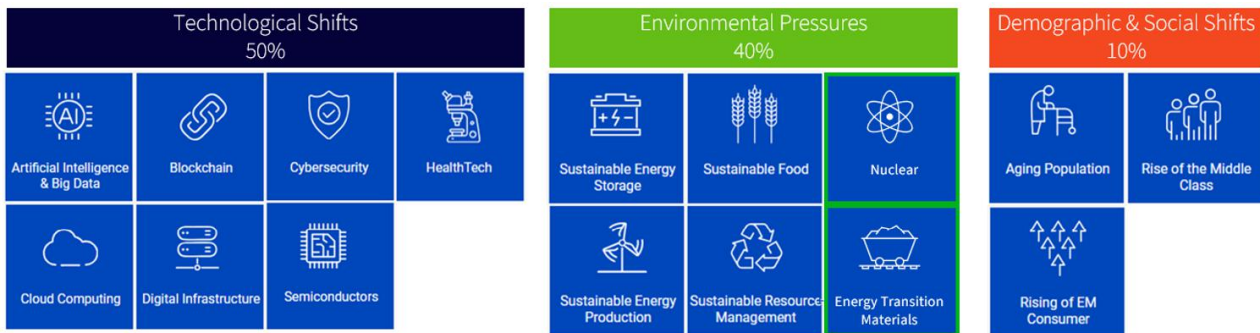 Technological Shifts
50%
AI
Artificial Intelligence
& Big Data
Blockchain
Cybersecurity
HealthTech
Cloud Computing
Digital Infrastructure
Semiconductors
Environmental Pressures
40%
Sustainable Energy
Storage
Sustainable Food
Nuclear
Sustainable Energy
Production
Sustainable Resource
Management
Energy Transition
Materials
Demographic & Social Shifts
10%
Aging Population
Rise of the Middle
Class
Rising of EM
Consumer